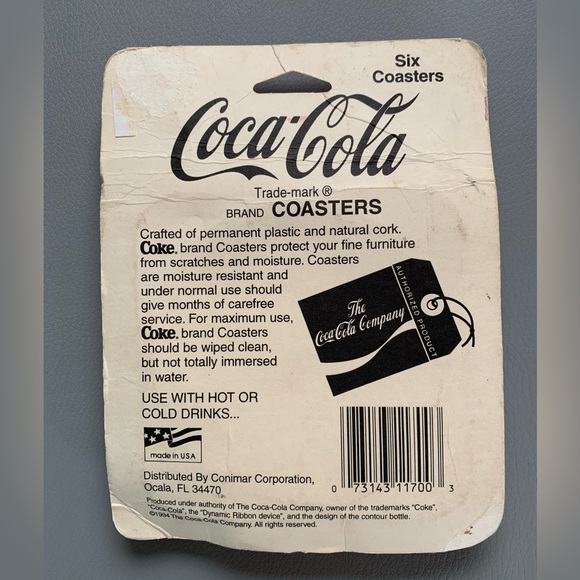 Six
Coasters
Coca-Cola
Trade-mark ®
BRAND COASTERS
Crafted of permanent plastic and natural cork.
Coke. brand Coasters protect your fine furniture
from scratches and moisture. Coasters
are moisture resistant and
under normal use should
give months of carefree
service. For maximum use,
Coke. brand Coasters
should be wiped clean,
but not totally immersed
in water.
The
Coca-Cola Company
AUTHORIZED PRODUCT
USE WITH HOT OR
COLD DRINKS...
made in USA
Distributed By Conimar Corporation,
Ocala, FL 34470
0 73143 11700 3
Produced under authority of The Coca-Cola Company, owner of the trademarks "Coke",
"Coca-Cola", the "Dynamic Ribbon device", and the design of the contour bottle.
©1994 The Coca-Cola Company. All rights reserved.